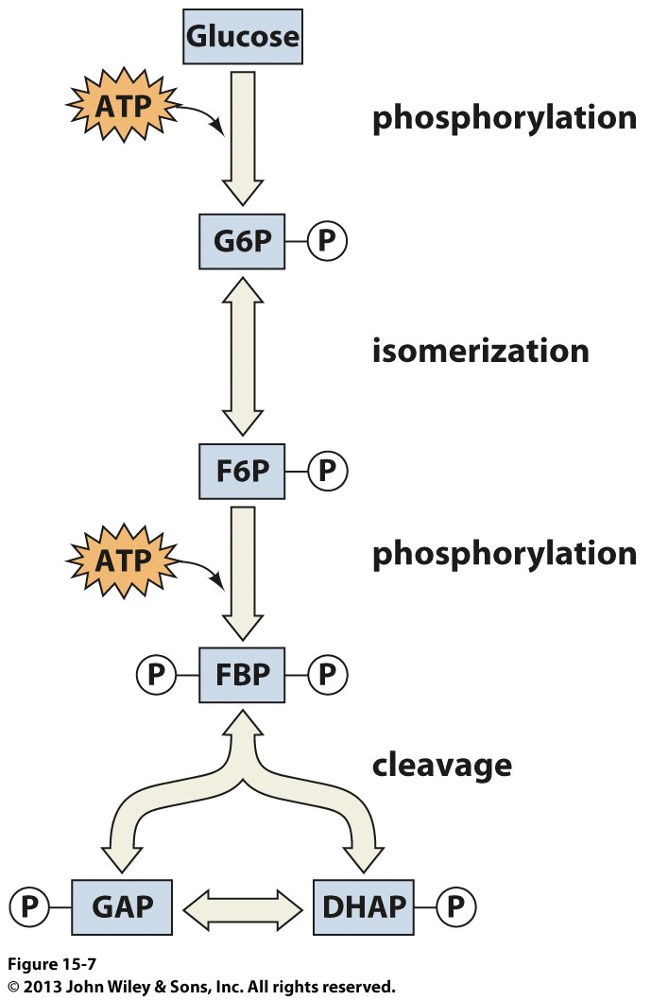 Glucose
ATP
phosphorylation
G6P P
isomerization
F6P P
ATP
phosphorylation
P FBP P
cleavage
P GAP DHAP P
Figure 15-7
© 2013 John Wiley & Sons, Inc. All rights reserved.